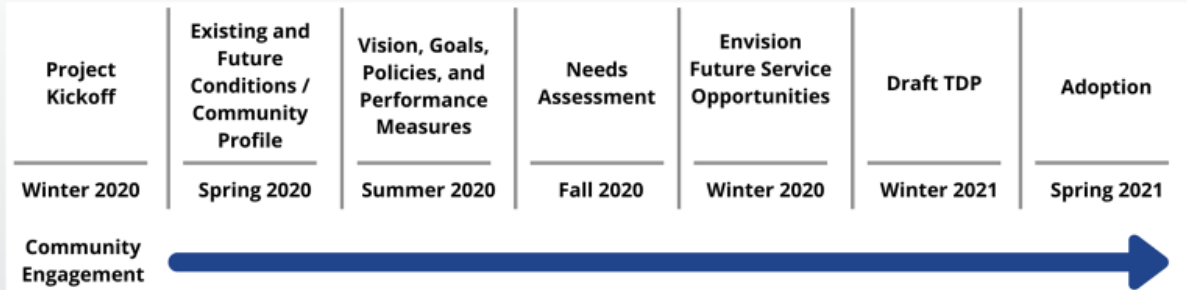 Project
Kickoff
Winter 2020
Existing and
Future
Conditions /
Community
Profile
Spring 2020
Vision, Goals,
Policies, and
Performance
Measures
Summer 2020
Needs
Assessment
Fall 2020
Envision
Future Service
Opportunities
Winter 2020
Draft TDP
Winter 2021
Adoption
Spring 2021
Community
Engagement